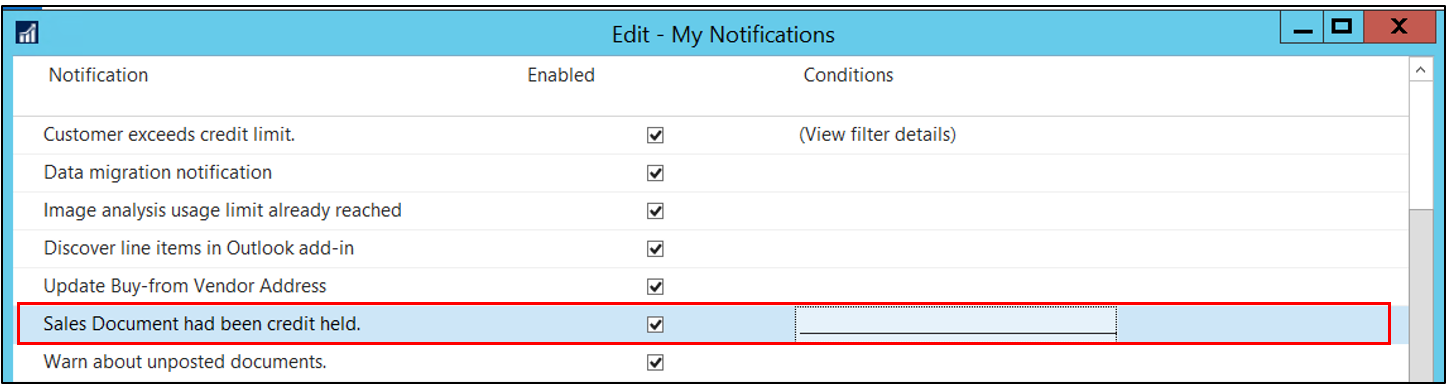 Edit - My Notifications
Notification Enabled Conditions
Customer exceeds credit limit. (View filter details)
Data migration notification
Image analysis usage limit already reached
Discover line items in Outlook add-in
Update Buy-from Vendor Address
Sales Document had been credit held.
Warn about unposted documents.